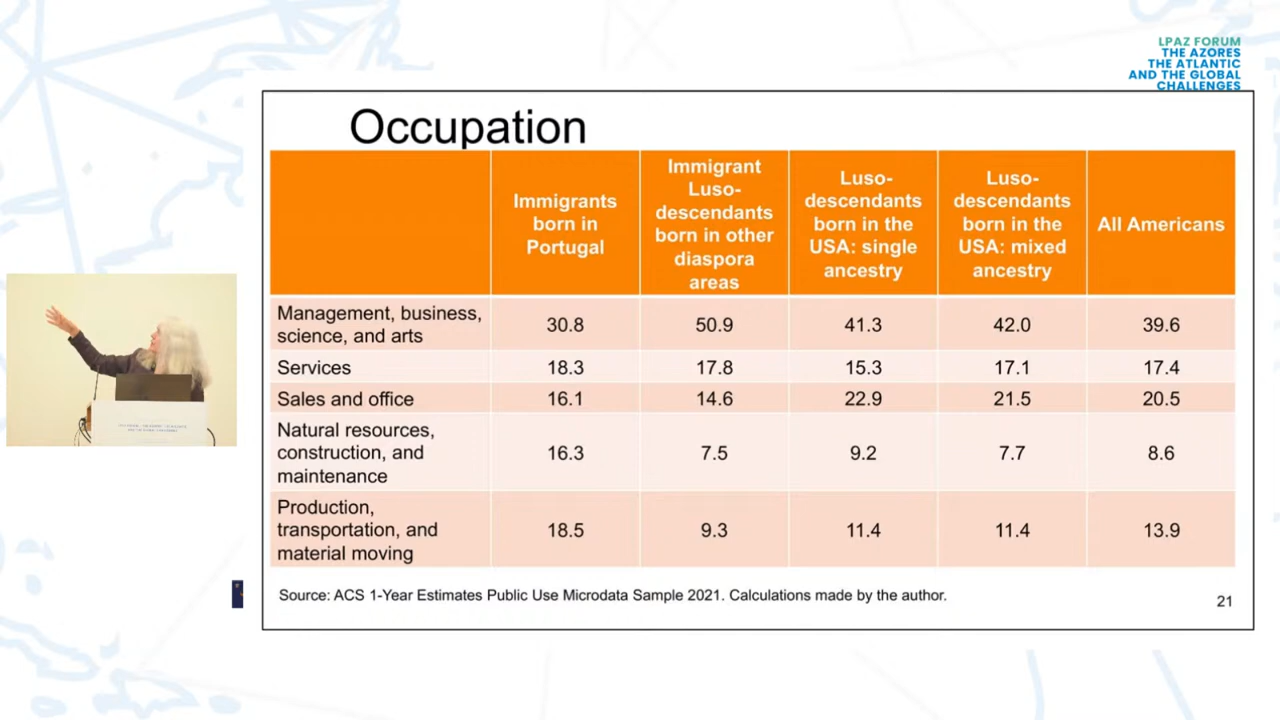 LPAZ FORUM
THE AZORES
THE ATLANTIC
AND THE GLOBAL
CHALLENGES
Occupation
Immigrants
born in
Portugal
Immigrant
Luso-
descendants
born in other
diaspora
areas
Luso-
descendants
born in the
USA: single
ancestry
Luso-
descendants
born in the
USA: mixed
ancestry
All Americans
Management, business,
science, and arts
30.8
50.9
41.3
42.0
39.6
Services
18.3
17.8
15.3
17.1
17.4
Sales and office
16.1
14.6
22.9
21.5
20.5
Natural resources,
construction, and
maintenance
16.3
7.5
9.2
7.7
8.6
Production,
transportation, and
material moving
18.5
9.3
11.4
11.4
13.9
Source: ACS 1-Year Estimates Public Use Microdata Sample 2021. Calculations made by the author.
21